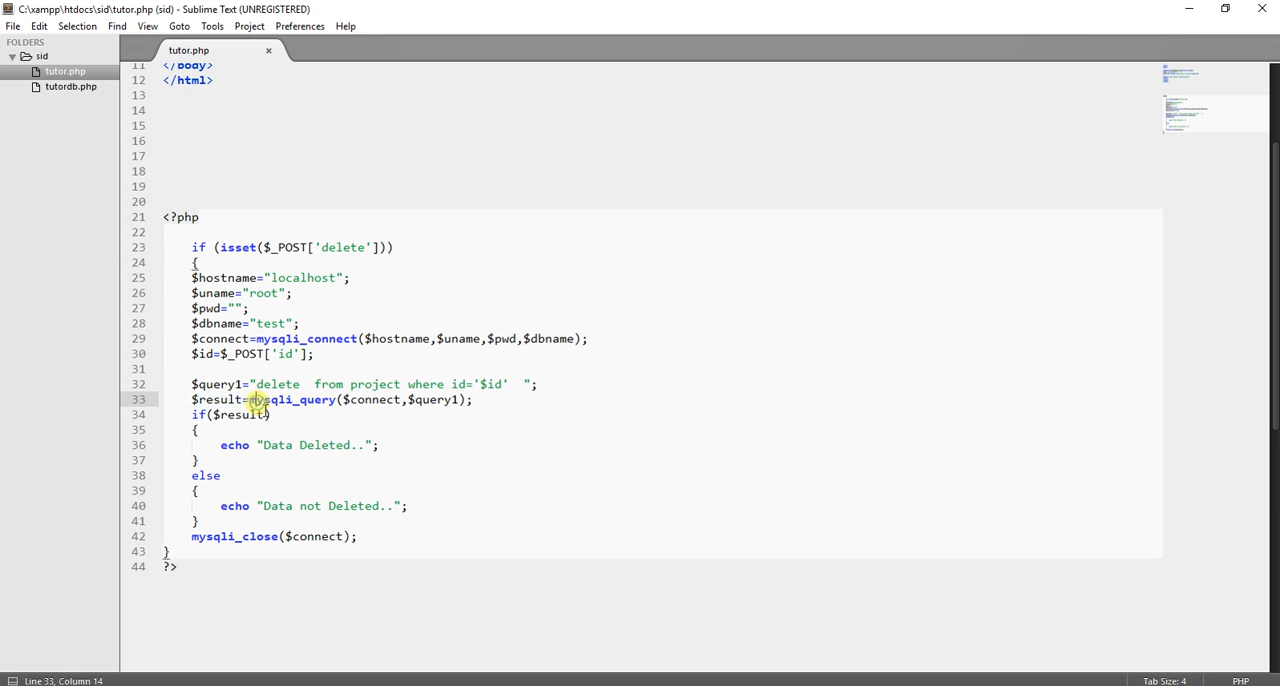 C:\xampp\htdocs\sid\tutor.php (sid) - Sublime Text (UNREGISTERED)
File Edit Selection Find View Goto Tools Project Preferences Help
FOLDERS
sid
tutor.php
tutordb.php
tutor.php ×
11 </body>
12 </html>
13
14
15
16
17
18
19
20
21 <?php
22
23 if (isset($_POST['delete']))
24 {
25 $hostname="localhost";
26 $uname="root";
27 $pwd="";
28 $dbname="test";
29 $connect=mysqli_connect($hostname,$uname,$pwd,$dbname);
30 $id=$_POST['id'];
31
32 $query1="delete  from project where id='$id'  ";
33 $result=mysqli_query($connect,$query1);
34 if($result)
35 {
36 echo "Data Deleted..";
37 }
38 else
39 {
40 echo "Data not Deleted..";
41 }
42 mysqli_close($connect);
43 }
44 ?>
Line 33, Column 14
Tab Size: 4
PHP